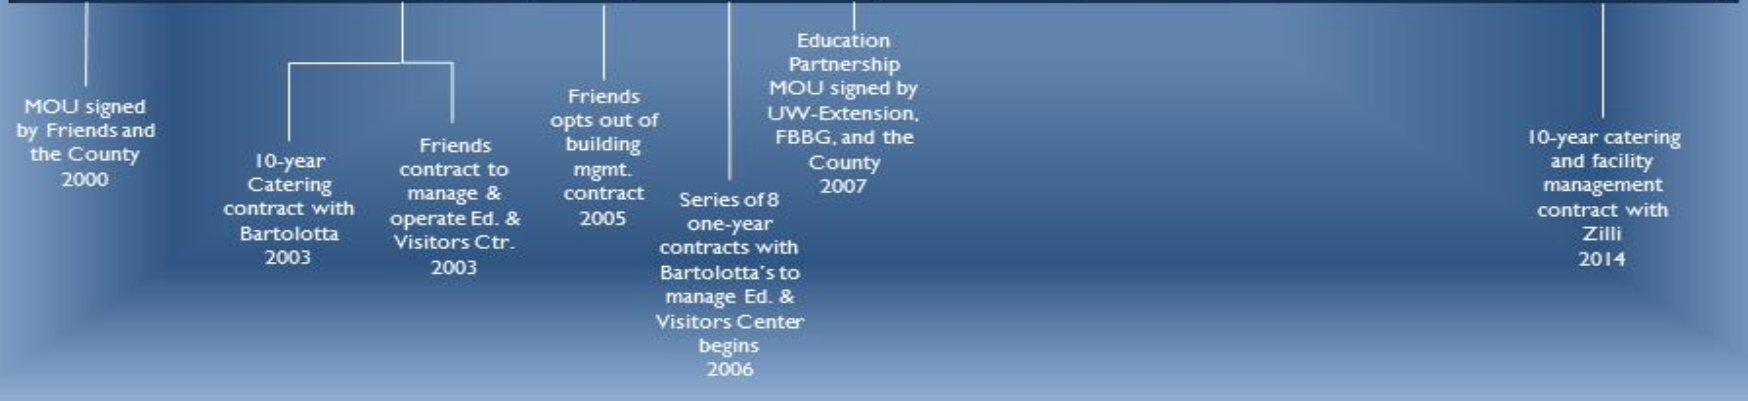 MOU signed
by Friends and
the County
2000
10-year
Catering
contract with
Bartolotta
2003
Friends
contract to
manage &
operate Ed. &
Visitors Ctr.
2003
Friends
opts out of
building
mgmt.
contract
2005
Series of 8
one-year
contracts with
Bartolotta's to
manage Ed. &
Visitors Center
begins
2006
Education
Partnership
MOU signed by
UW-Extension,
FBBG, and the
County
2007
10-year catering
and facility
management
contract with
Zilli
2014